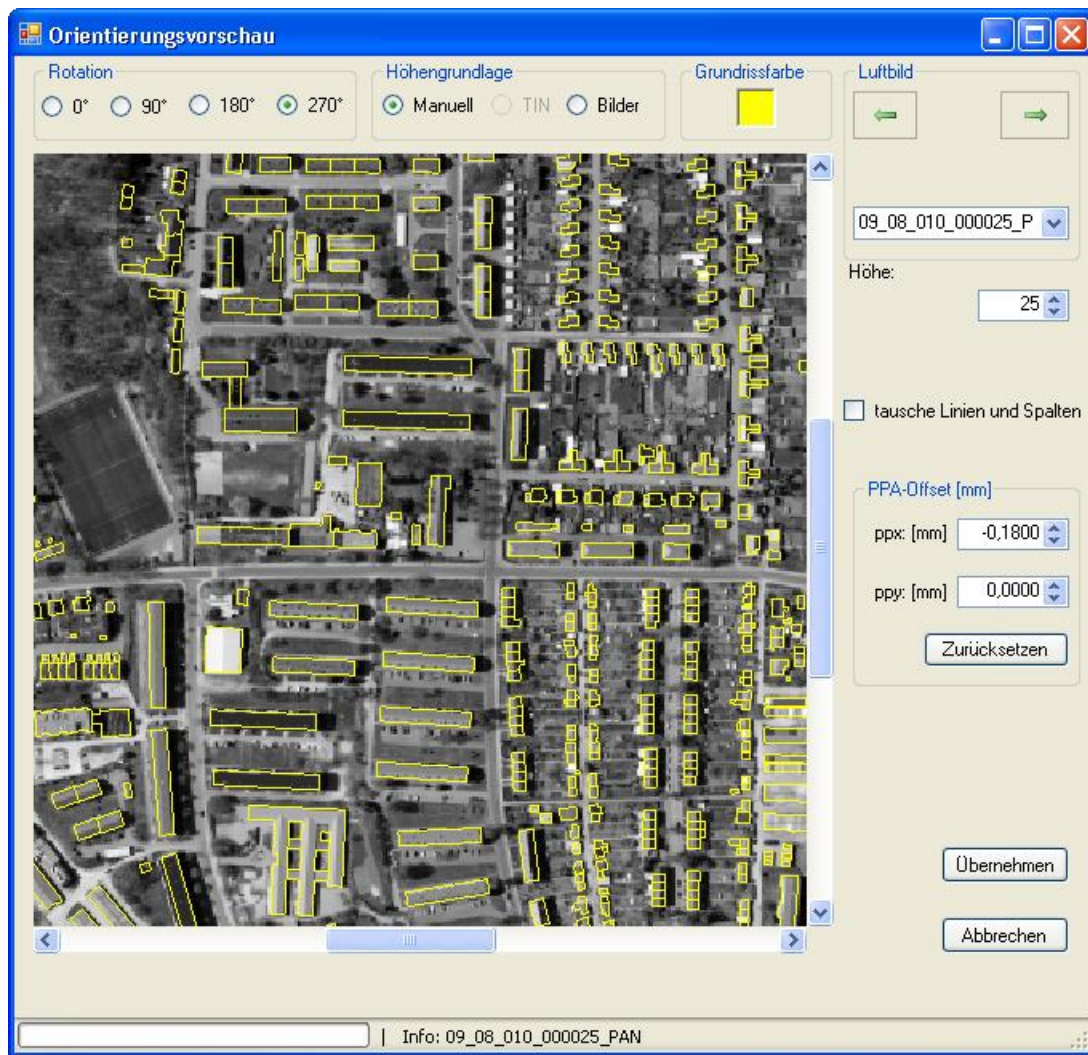 Orientierungsvorschau
Rotation
0° 90° 180° 270°
Höhengrundlage
Manuell TIN Bilder
Grundrissfarbe
Luftbild
09_08_010_000025_P
Höhe:
25
tausche Linien und Spalten
PPA-Offset [mm]
ppx: [mm] -0,1800
ppy: [mm] 0,0000
Zurücksetzen
Übernehmen
Abbrechen
| Info: 09_08_010_000025_PAN